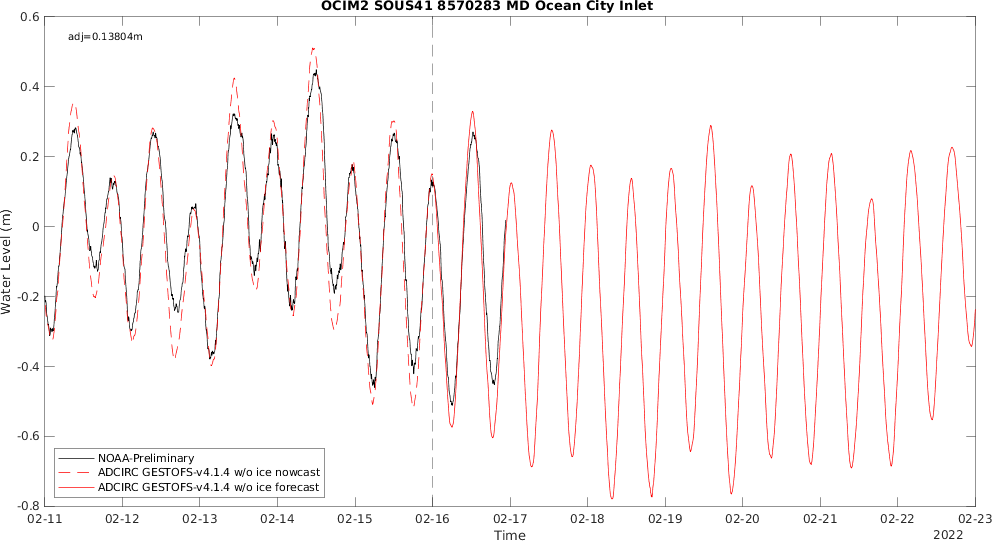 OCIM2 SOUS41 8570283 MD Ocean City Inlet
adj=0.13804m
0.6
0.4
0.2
0
-0.2
-0.4
-0.6
-0.8
Water Level (m)
NOAA-Preliminary
ADCIRC GESTOFS-v4.1.4 w/o ice nowcast
ADCIRC GESTOFS-v4.1.4 w/o ice forecast
02-11 02-12 02-13 02-14 02-15 02-16 02-17 02-18 02-19 02-20 02-21 02-22 02-23
Time
2022